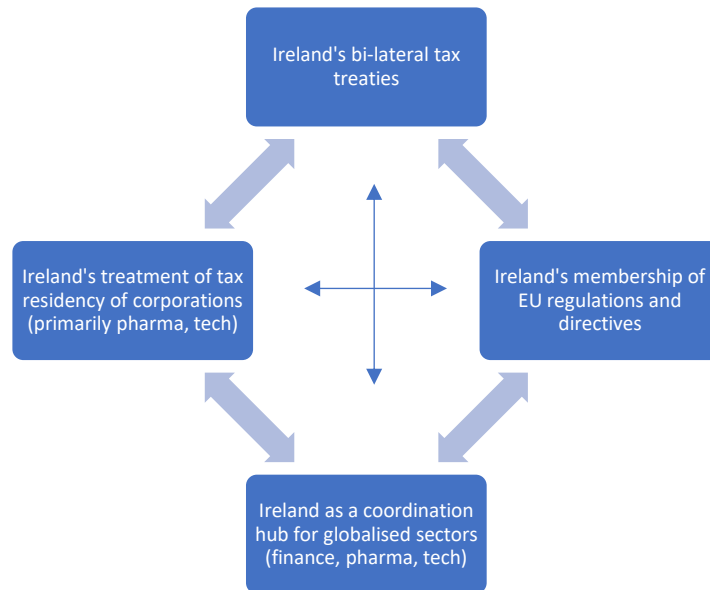 Ireland's bi-lateral tax
treaties
Ireland's treatment of tax
residency of corporations
(primarily pharma, tech)
Ireland's membership of
EU regulations and
directives
Ireland as a coordination
hub for globalised sectors
(finance, pharma, tech)